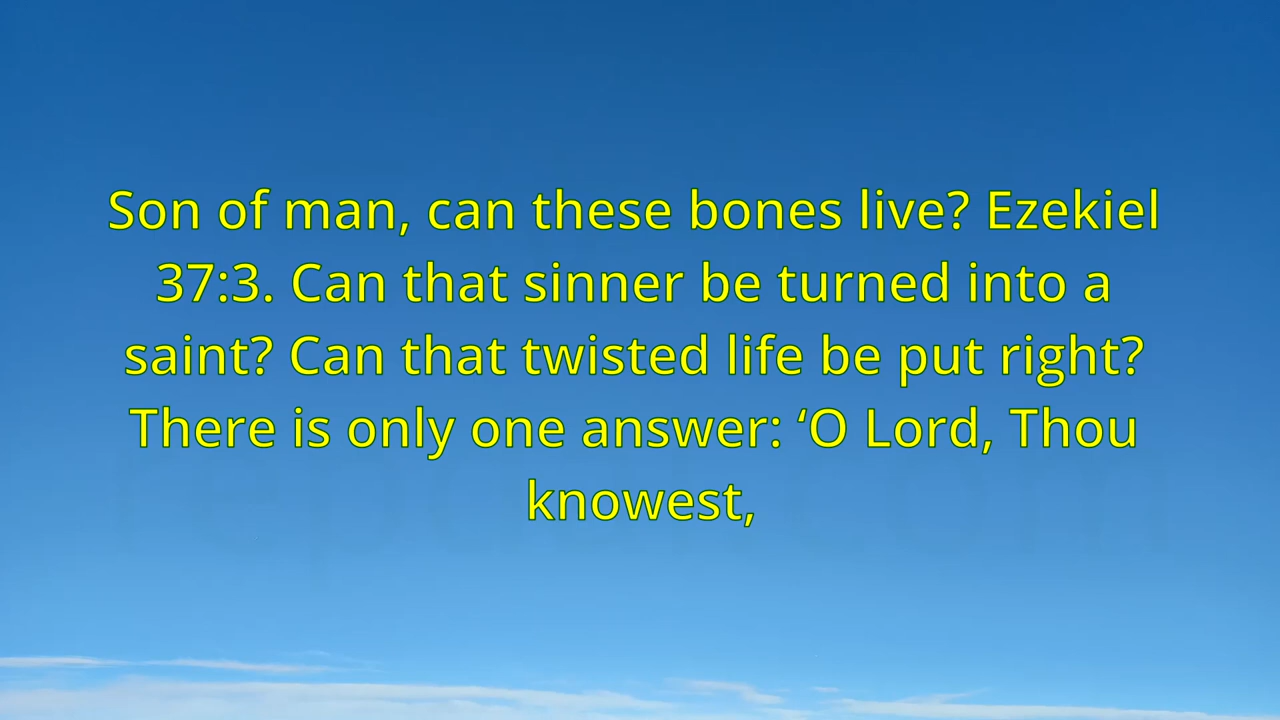 Son of man, can these bones live? Ezekiel
37:3. Can that sinner be turned into a
saint? Can that twisted life be put right?
There is only one answer: ‘O Lord, Thou
knowest,